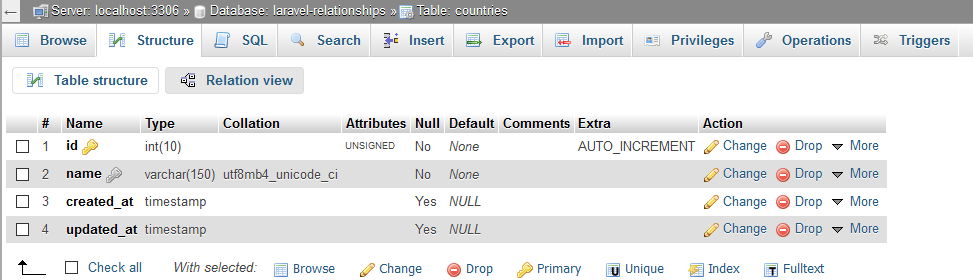 Server: localhost:3306 » Database: laravel-relationships » Table: countries
Browse Structure SQL Search Insert Export Import Privileges Operations Triggers
Table structure Relation view
# Name Type Collation Attributes Null Default Comments Extra Action
1 id int(10) UNSIGNED No None AUTO_INCREMENT Change Drop More
2 name varchar(150) utf8mb4_unicode_ci No None Change Drop More
3 created_at timestamp Yes NULL Change Drop More
4 updated_at timestamp Yes NULL Change Drop More
Check all With selected: Browse Change Drop Primary Unique Index Fulltext